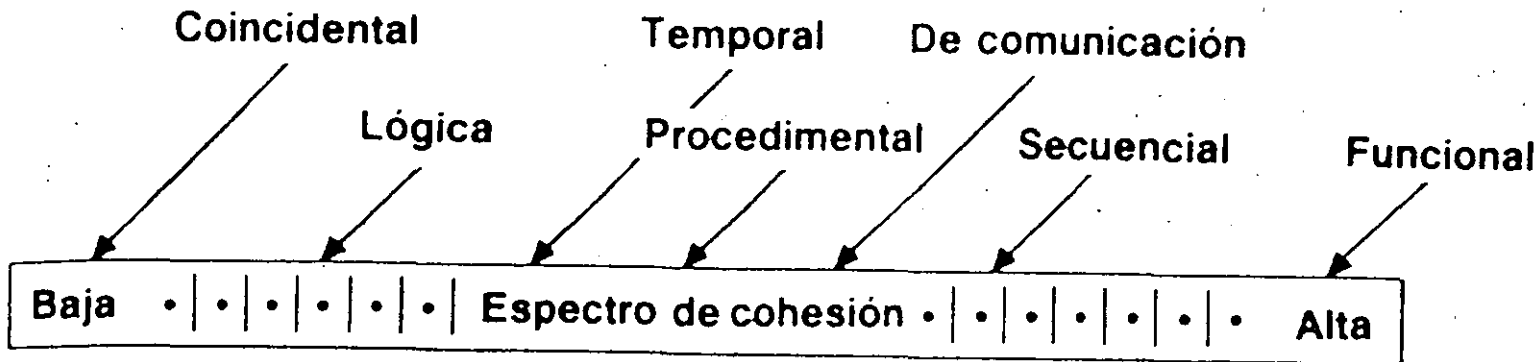 Coincidental Temporal De comunicación
Lógica Procedimental Secuencial Funcional
Baja Espectro de cohesión Alta